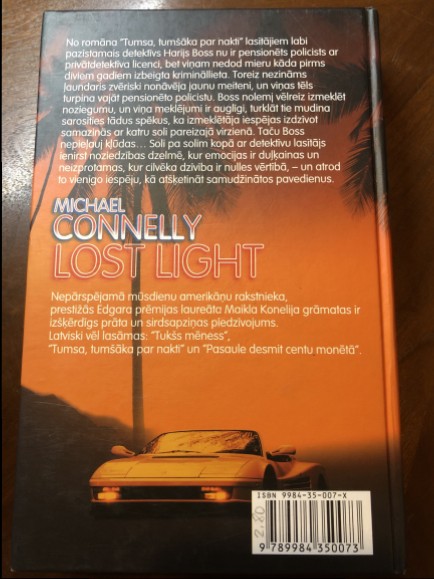 No romāna "Tumsa, tumšāka par nakti" lasītājiem labi
pazīstamais detektīvs Harijs Boss nu ir pensionēts policists ar
privātdetektīva licenci, bet viņam nedod mieru kāda pirms
diviem gadiem izbeigta krimināllieta. Toreiz nezināms
ļaundaris zvēriski nonāvēja jaunu meiteni, un viņas tēls
turpina vajāt pensionēto policistu. Boss nolemj vēlreiz izmeklēt
noziegumu, un viņa meklējumi ir auglīgi, turklāt tie mudina
sarosīties tādus spēkus, ka izmeklētāja iespējas izdzīvot
samazinās ar katru soli pareizajā virzienā. Taču Boss
nepieļauj kļūdas... Soli pa solim kopā ar detektīvu lasītājs
ienirst noziedzības dzelmē, kur emocijas ir duļķainas un
neizprotamas, kur cilvēka dzīvība ir nulles vērtībā, – un atrod
to vienīgo iespēju, kā atšķetināt samudžinātos pavedienus.
MICHAEL
CONNELLY
LOST LIGHT
Nepārspējamā mūsdienu amerikāņu rakstnieka,
prestižās Edgara prēmijas laureāta Maikla Konelija grāmatas ir
izšķērdīgs prāta un sirdsapziņas piedzīvojums.
Latviski vēl lasāmas: "Tukšs mēness",
"Tumsa, tumšāka par nakti" un "Pasaule desmit centu monētā".
ISBN 9984-35-007-X
2.80
9 789984 350073